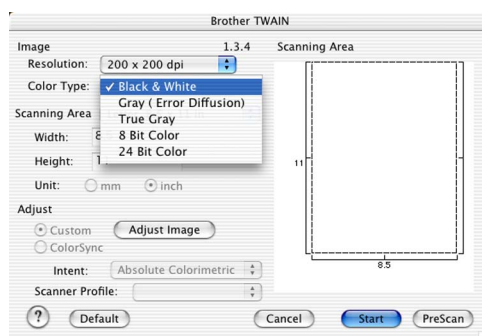 Brother TWAIN
Image 1.3.4
Resolution: 200 x 200 dpi
Color Type: ✓ Black & White
Gray ( Error Diffusion)
True Gray
8 Bit Color
24 Bit Color
Scanning Area
Width: 8
Height: 1
Unit: mm inch
Adjust
Custom Adjust Image
ColorSync
Intent: Absolute Colorimetric
Scanner Profile:
? Default
Scanning Area
11
8.5
Cancel Start PreScan